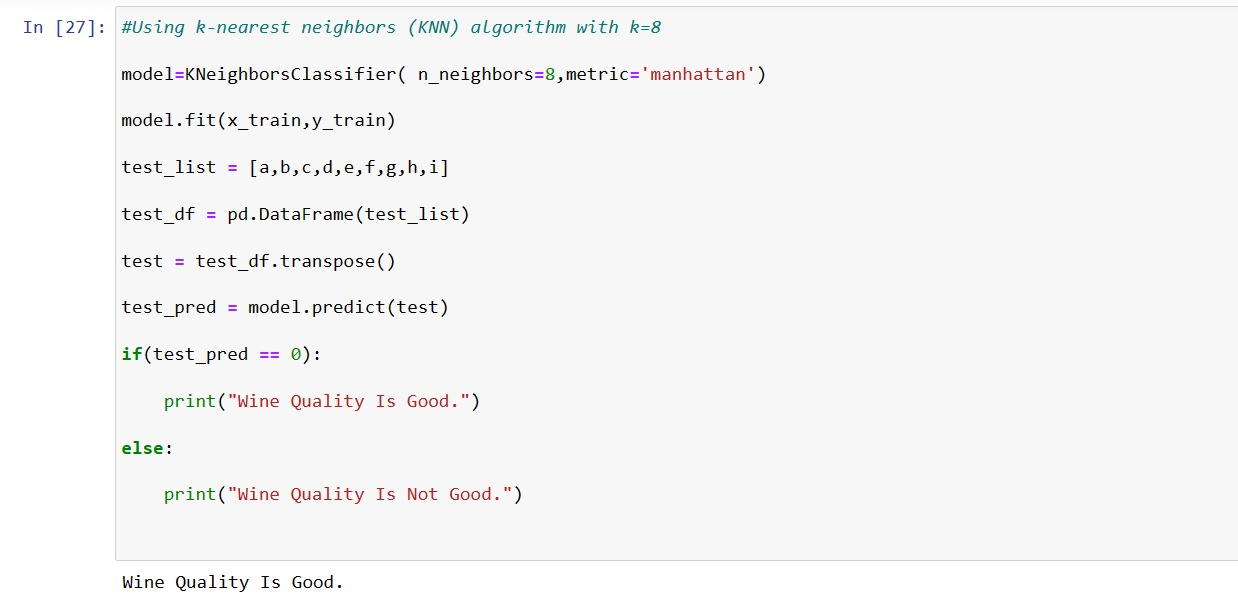 In [27]: #Using k-nearest neighbors (KNN) algorithm with k=8
model=KNeighborsClassifier( n_neighbors=8,metric='manhattan')
model.fit(x_train,y_train)
test_list = [a,b,c,d,e,f,g,h,i]
test_df = pd.DataFrame(test_list)
test = test_df.transpose()
test_pred = model.predict(test)
if(test_pred == 0):
    print("Wine Quality Is Good.")
else:
    print("Wine Quality Is Not Good.")
Wine Quality Is Good.